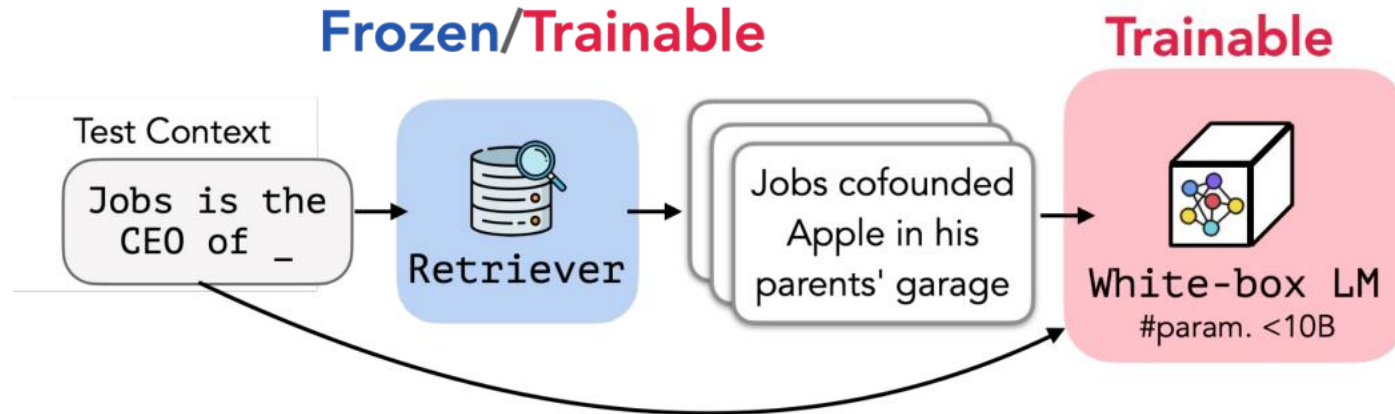 Frozen/Trainable
Trainable
Test Context
Jobs is the
CEO of _
Retriever
Jobs cofounded
Apple in his
parents' garage
White-box LM
#param. <10B